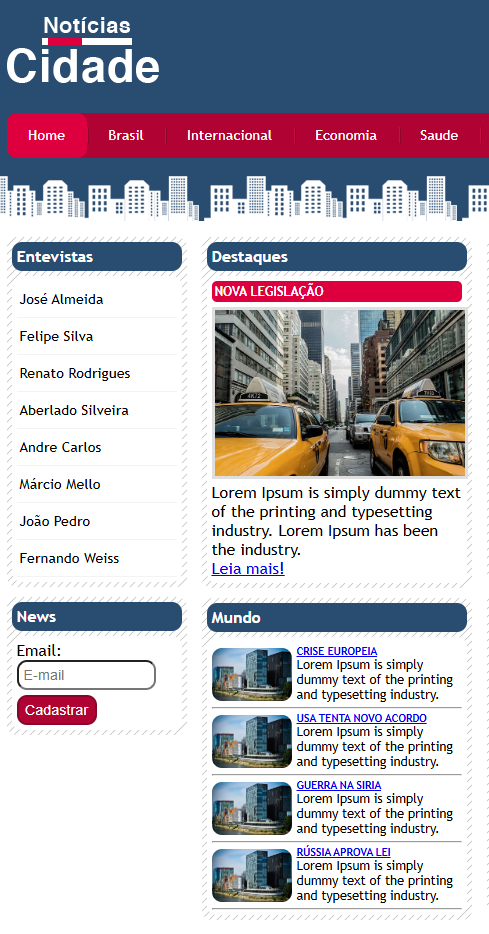 Notícias
Cidade
Home
Brasil
Internacional
Economia
Saude
Entevistas
José Almeida
Felipe Silva
Renato Rodrigues
Aberlado Silveira
Andre Carlos
Márcio Mello
João Pedro
Fernando Weiss
News
Email:
E-mail
Cadastrar
Destaques
NOVA LEGISLAÇÃO
Lorem Ipsum is simply dummy text
of the printing and typesetting
industry. Lorem Ipsum has been
the industry.
Leia mais!
Mundo
CRISE EUROPEIA
Lorem Ipsum is simply
dummy text of the printing
and typesetting industry.
USA TENTA NOVO ACORDO
Lorem Ipsum is simply
dummy text of the printing
and typesetting industry.
GUERRA NA SIRIA
Lorem Ipsum is simply
dummy text of the printing
and typesetting industry.
RÚSSIA APROVA LEI
Lorem Ipsum is simply
dummy text of the printing
and typesetting industry.